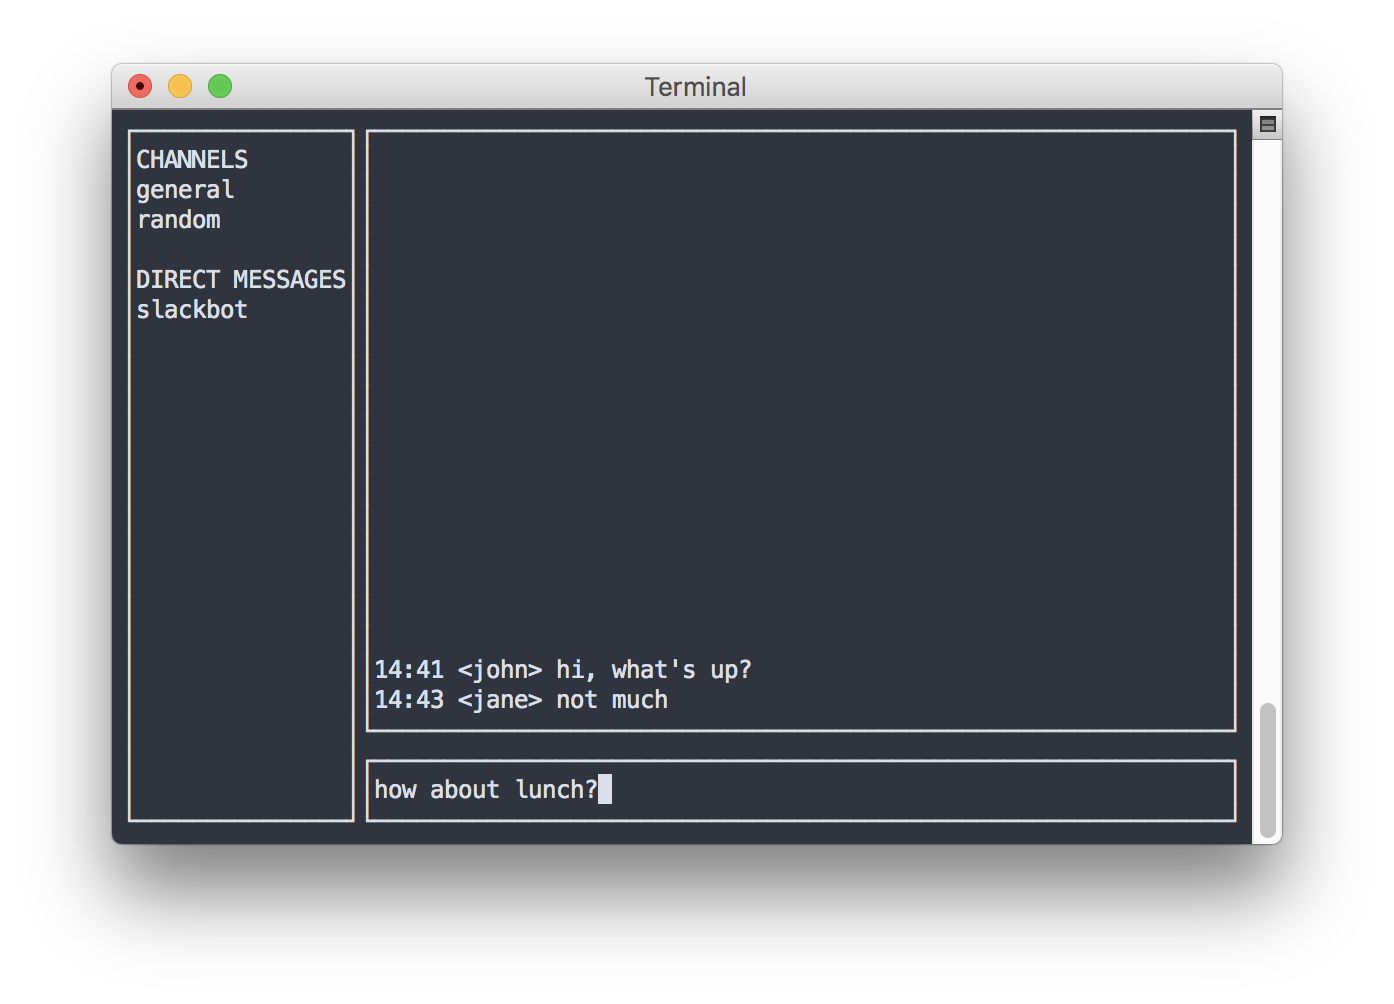 Terminal
CHANNELS
general
random
DIRECT MESSAGES
slackbot
14:41 <john> hi, what's up?
14:43 <jane> not much
how about lunch?